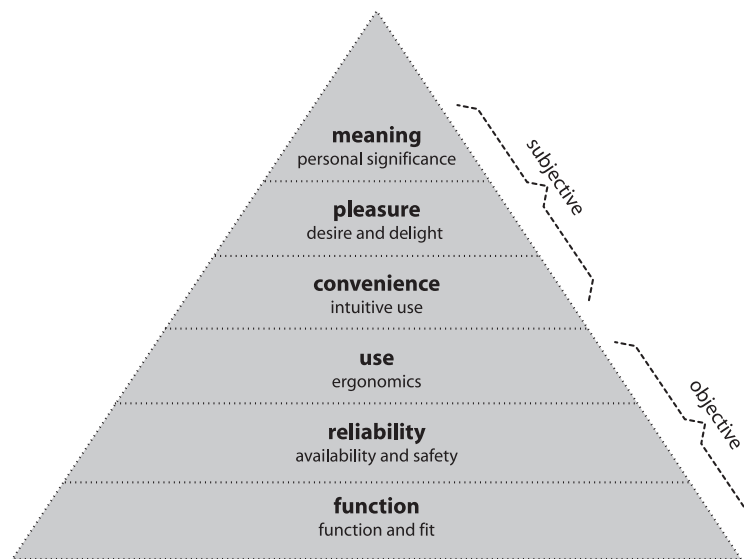 meaning
personal significance
subjective
pleasure
desire and delight
convenience
intuitive use
use
ergonomics
objective
reliability
availability and safety
function
function and fit